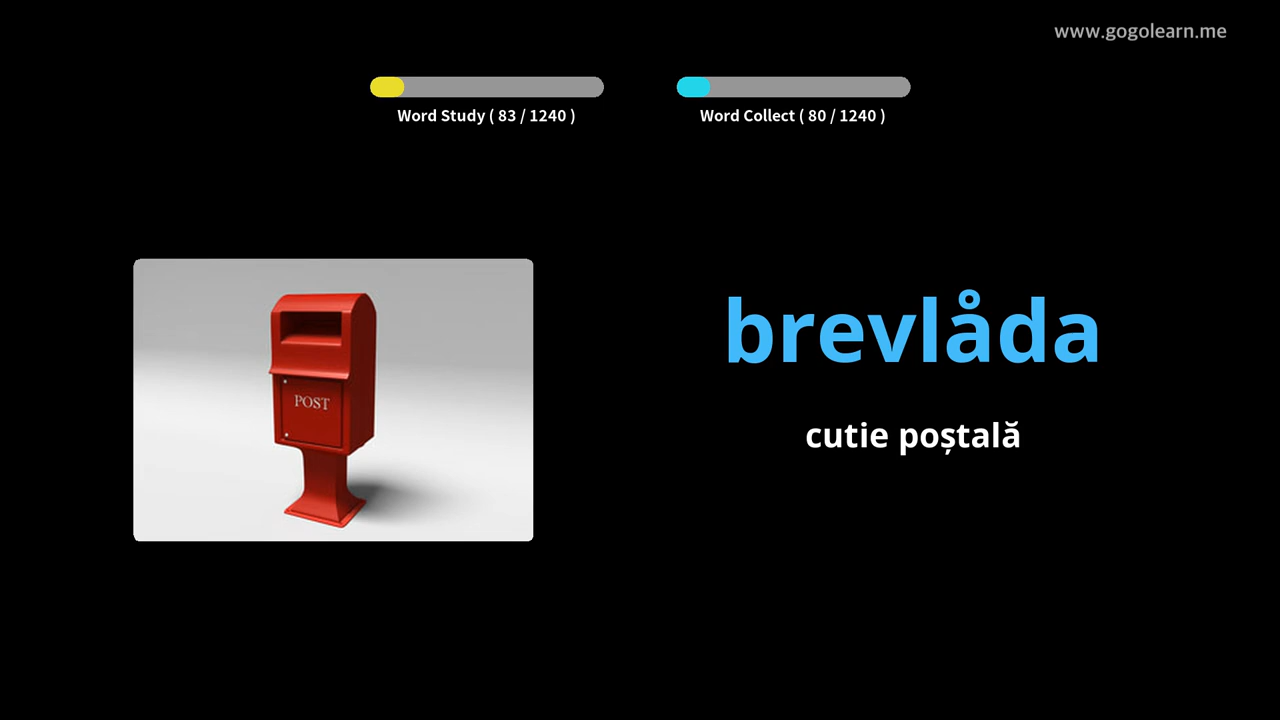 www.gogolearn.me
Word Study ( 83 / 1240 )
Word Collect ( 80 / 1240 )
POST
brevlåda
cutie poștală